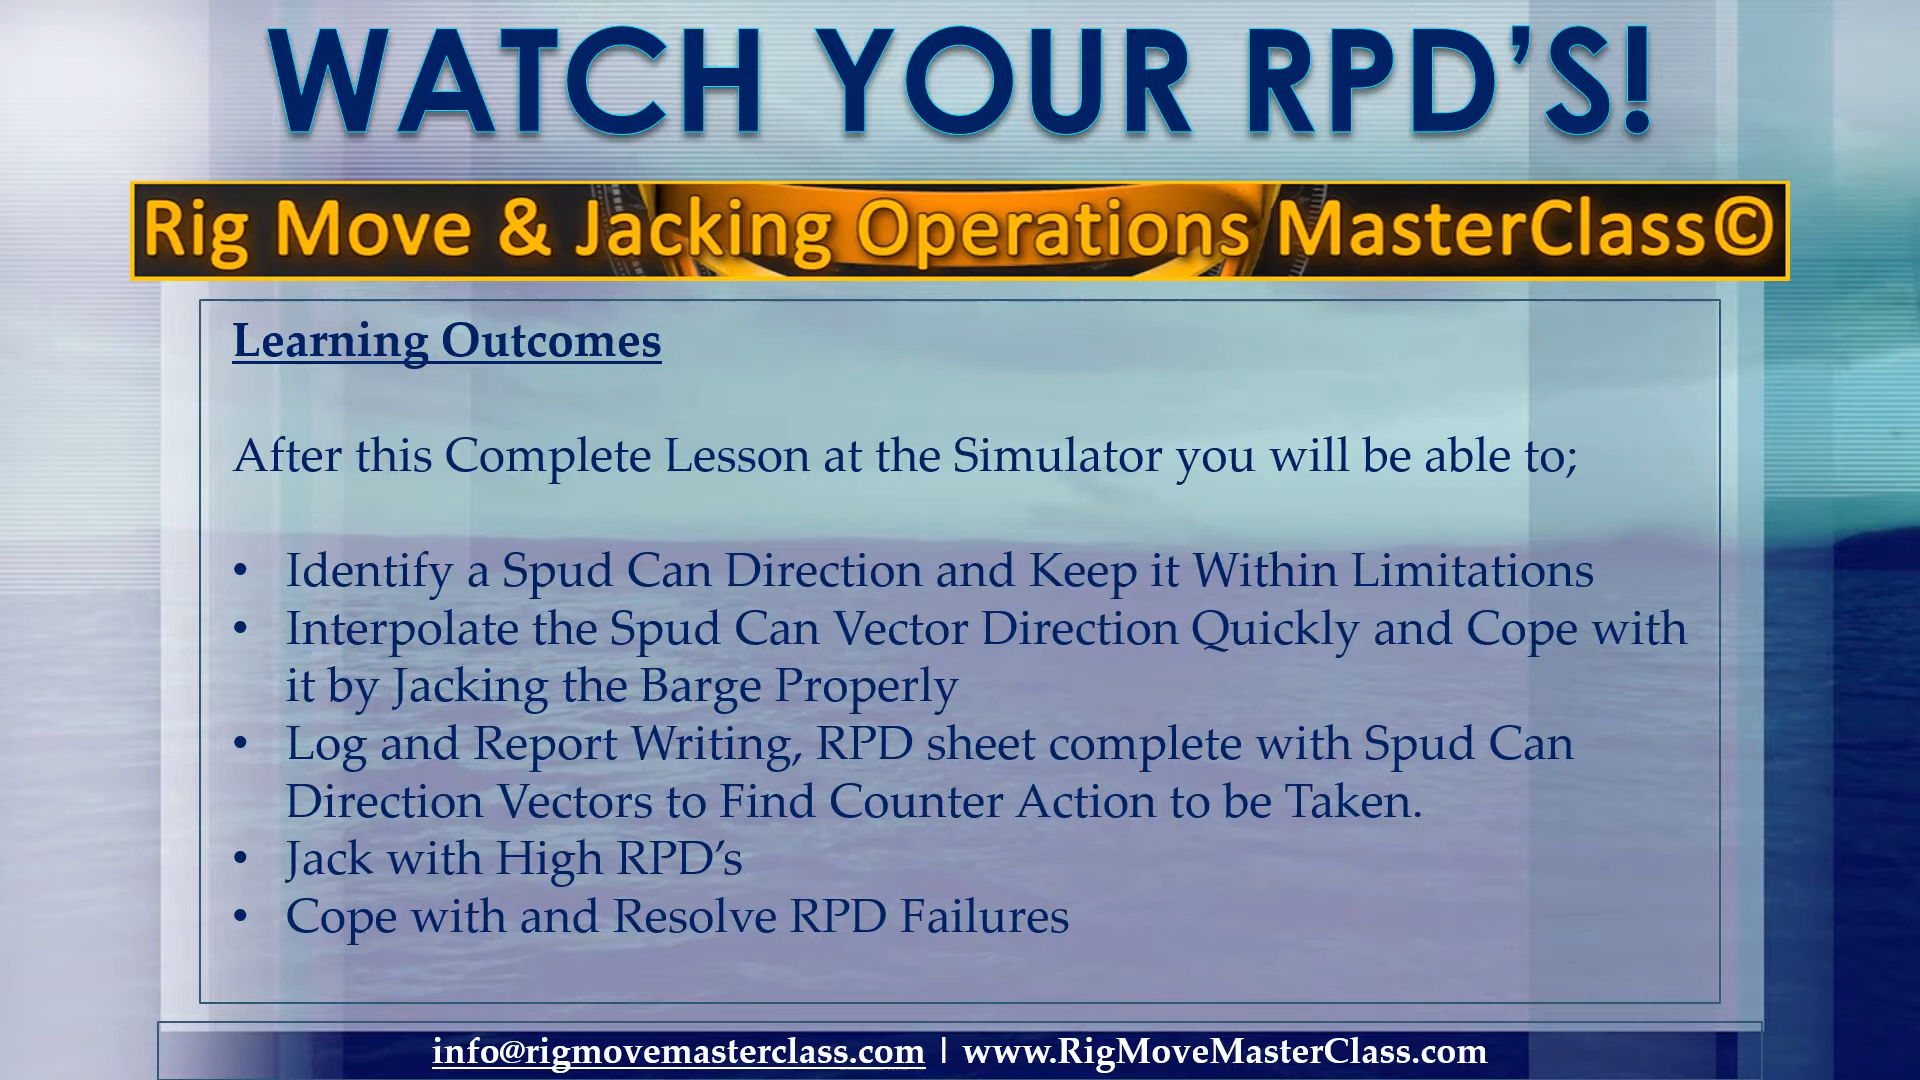 WATCH YOUR RPD’S!
Rig Move & Jacking Operations MasterClass©
Learning Outcomes
After this Complete Lesson at the Simulator you will be able to;
• Identify a Spud Can Direction and Keep it Within Limitations
• Interpolate the Spud Can Vector Direction Quickly and Cope with
it by Jacking the Barge Properly
• Log and Report Writing, RPD sheet complete with Spud Can
Direction Vectors to Find Counter Action to be Taken.
• Jack with High RPD’s
• Cope with and Resolve RPD Failures
info@rigmovemasterclass.com | www.RigMoveMasterClass.com